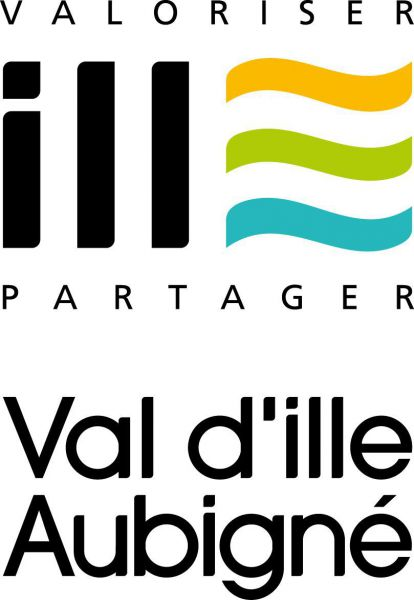 VALORISER
ill
PARTAGER
Val d'ille
Aubigné